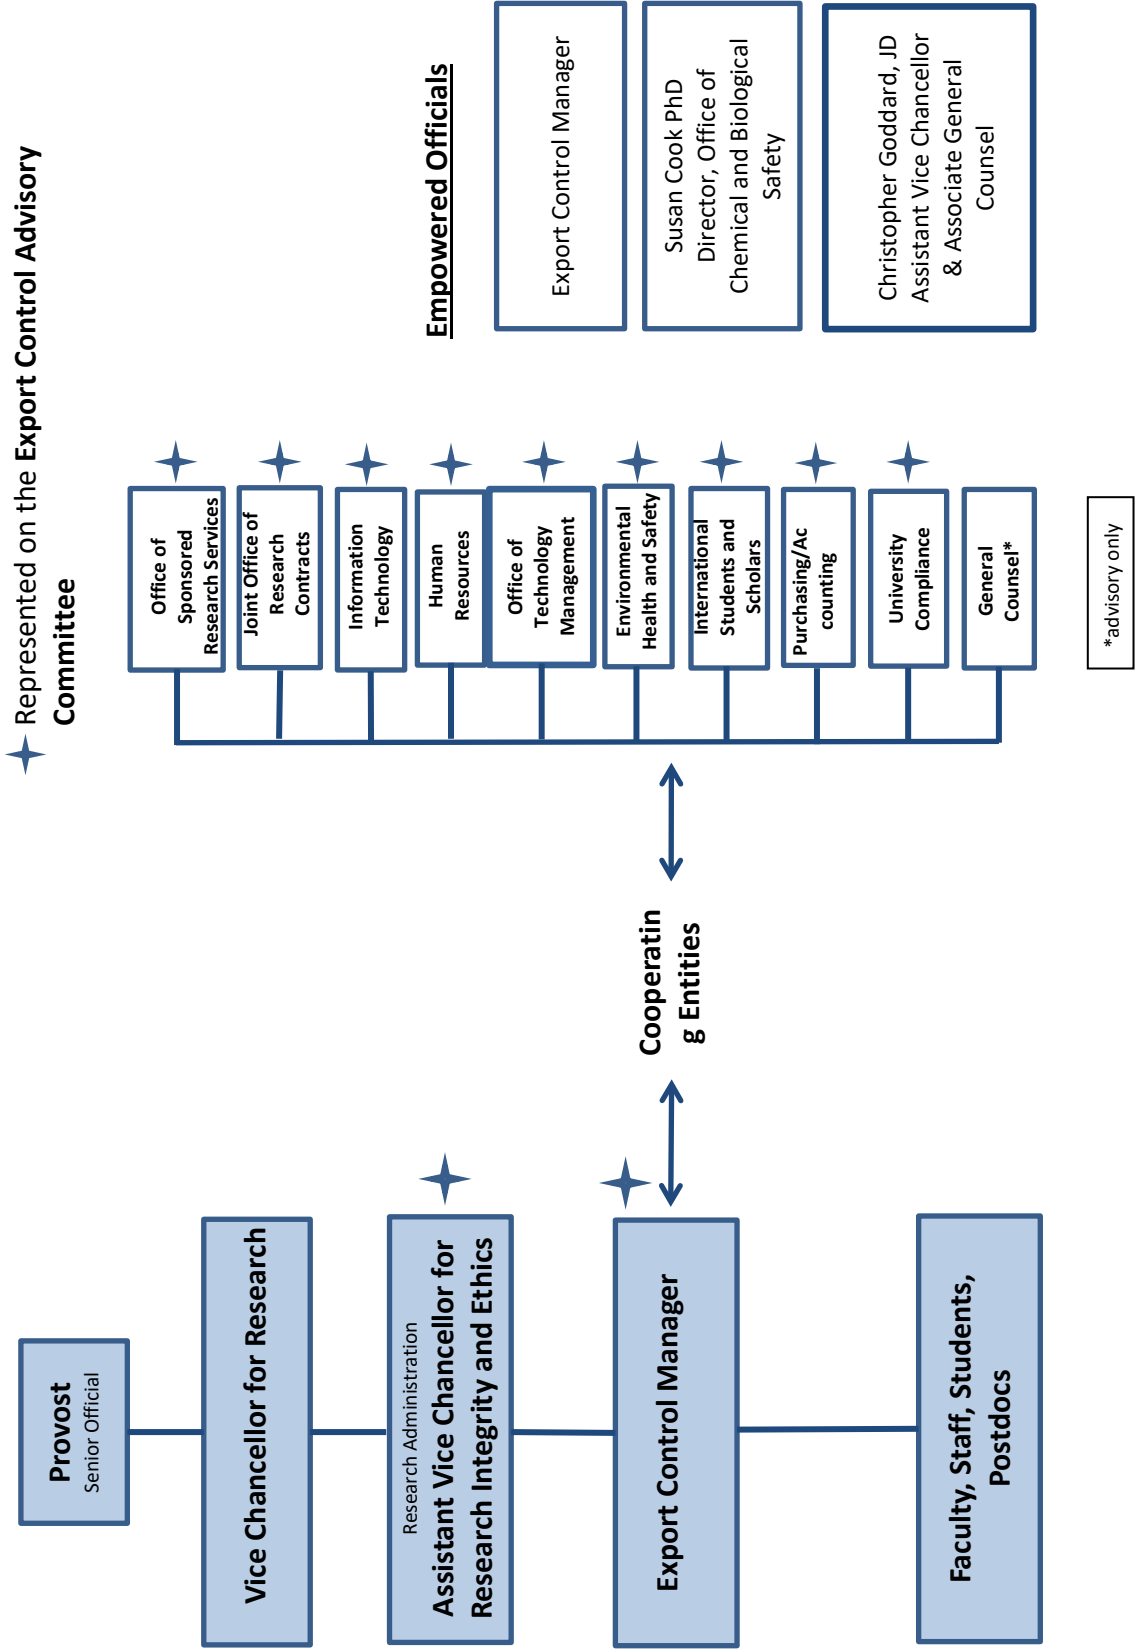 Represented on the Export Control Advisory
Committee
Provost
Senior Official
Vice Chancellor for Research
Research Administration
Assistant Vice Chancellor for
Research Integrity and Ethics
Export Control Manager
Faculty, Staff, Students,
Postdocs
Cooperatin
g Entities
Office of
Sponsored
Research Services
Joint Office of
Research
Contracts
Information
Technology
Human
Resources
Office of
Technology
Management
Environmental
Health and Safety
International
Students and
Scholars
Purchasing/Ac
counting
University
Compliance
General
Counsel*
*advisory only
Empowered Officials
Export Control Manager
Susan Cook PhD
Director, Office of
Chemical and Biological
Safety
Christopher Goddard, JD
Assistant Vice Chancellor
& Associate General
Counsel